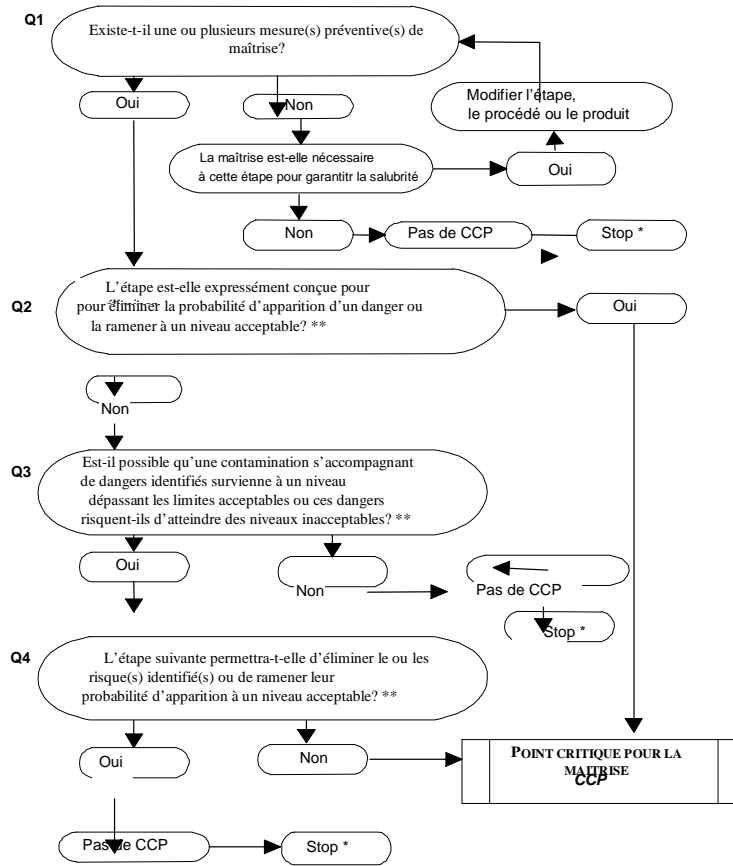 Q1
Existe-t-il une ou plusieurs mesure(s) préventive(s) de
maîtrise?
Oui
Non
Modifier l'étape,
le procédé ou le produit
La maîtrise est-elle nécessaire
à cette étape pour garantitr la salubrité
Oui
Non
Pas de CCP
Stop *
Q2
L'étape est-elle expressément conçue pour
pour éliminer la probabilité d'apparition d'un danger ou
la ramener à un niveau acceptable? **
Oui
Non
Q3
Est-il possible qu'une contamination s'accompagnant
de dangers identifiés survienne à un niveau
dépassant les limites acceptables ou ces dangers
risquent-ils d'atteindre des niveaux inacceptables? **
Oui
Non
Pas de CCP
Stop *
Q4
L'étape suivante permettra-t-elle d'éliminer le ou les
risque(s) identifié(s) ou de ramener leur
probabilité d'apparition à un niveau acceptable? **
Oui
Non
POINT CRITIQUE POUR LA
MAITRISE
CCP
Pas de CCP
Stop *